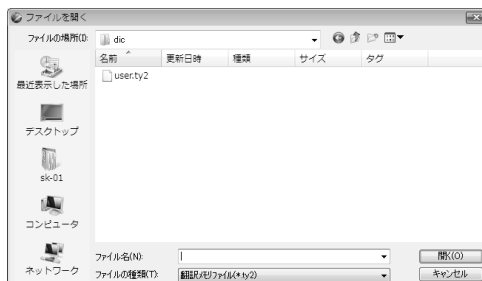 ファイルを開く
ファイルの場所(I):
dic
名前 更新日時 種類 サイズ タグ
user.ty2
最近表示した場所
デスクトップ
sk-01
コンピュータ
ネットワーク
ファイル名(N):
開く(O)
ファイルの種類(T):
翻訳メモリファイル(*.ty2)
キャンセル